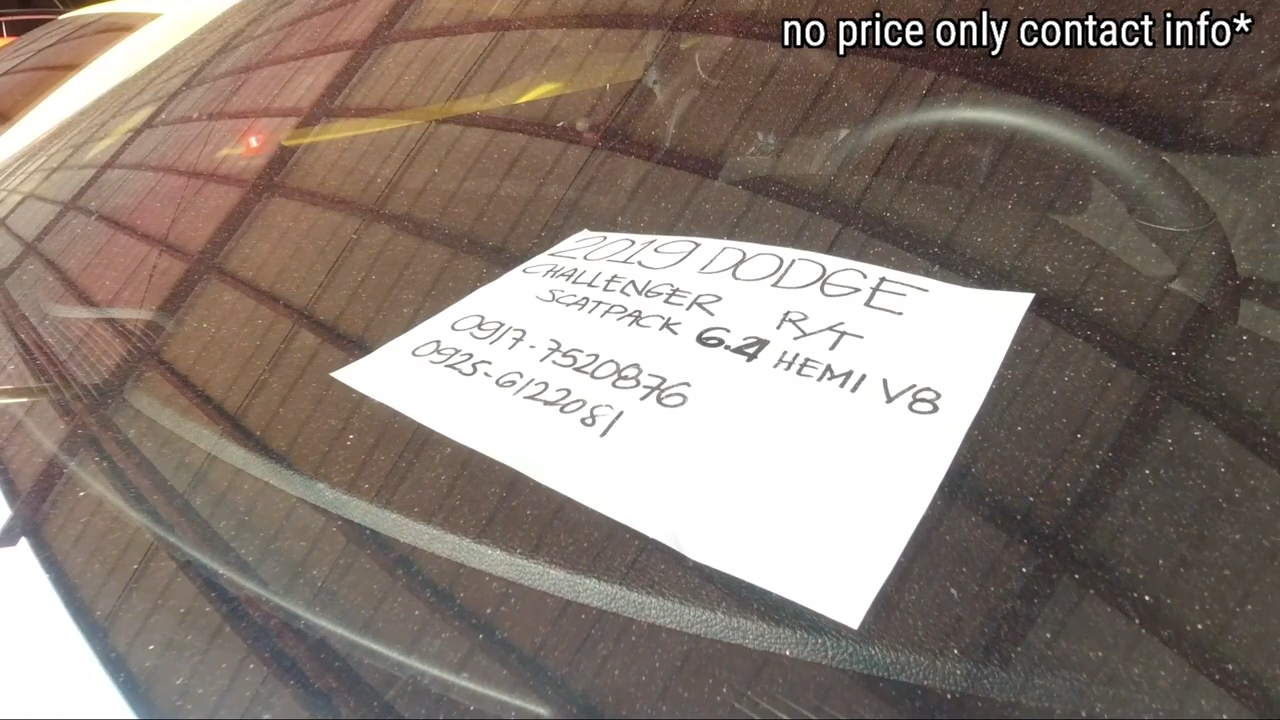 no price only contact info*
2019 DODGE
CHALLENGER R/T
SCATPACK 6.4 HEMI V8
0917-7520876
0925-6122081